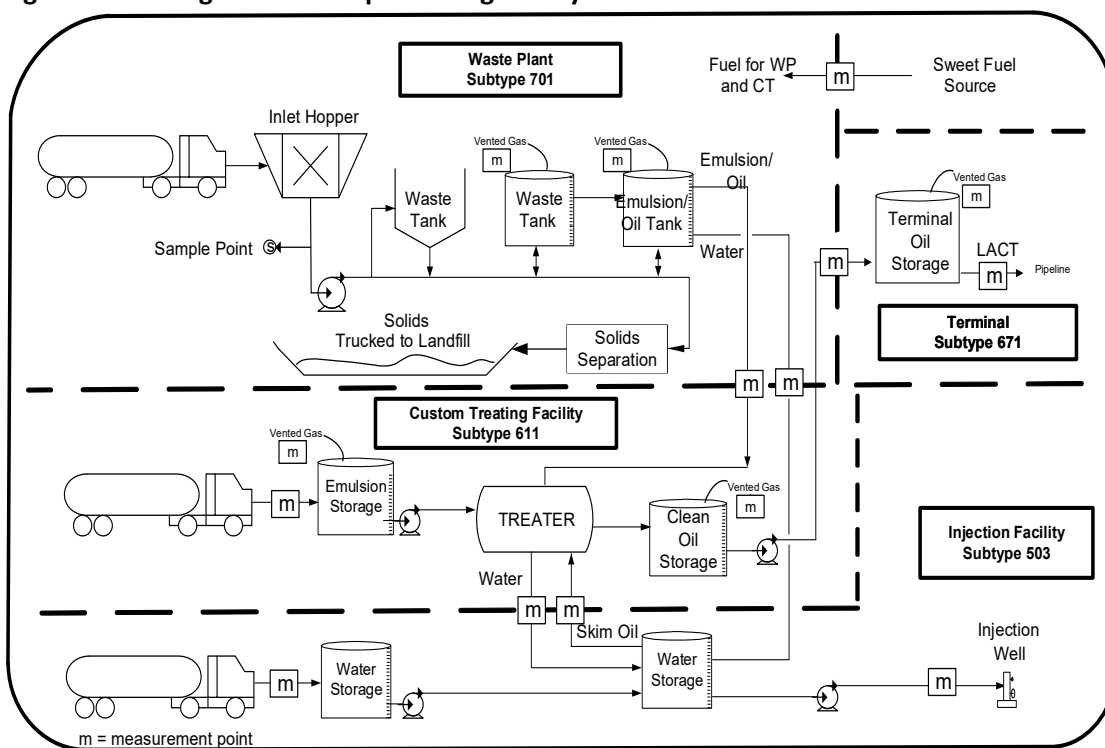 Waste Plant
Subtype 701
Fuel for WP
and CT
m
Sweet Fuel
Source
Inlet Hopper
Vented Gas
m
Vented Gas
m
Emulsion/
Oil
Waste
Tank
Waste
Tank
Emulsion/
Oil Tank
Water
Sample Point
S
Vented Gas
m
Terminal
Oil
Storage
m
LACT
m
Pipeline
Solids
Trucked to Landfill
Solids
Separation
Terminal
Subtype 671
m
m
Custom Treating Facility
Subtype 611
Vented Gas
m
m
Emulsion
Storage
TREATER
Vented Gas
m
Clean
Oil
Storage
Injection Facility
Subtype 503
Water
m
m
Skim Oil
m
Water
Storage
Water
Storage
m
Injection
Well
m = measurement point